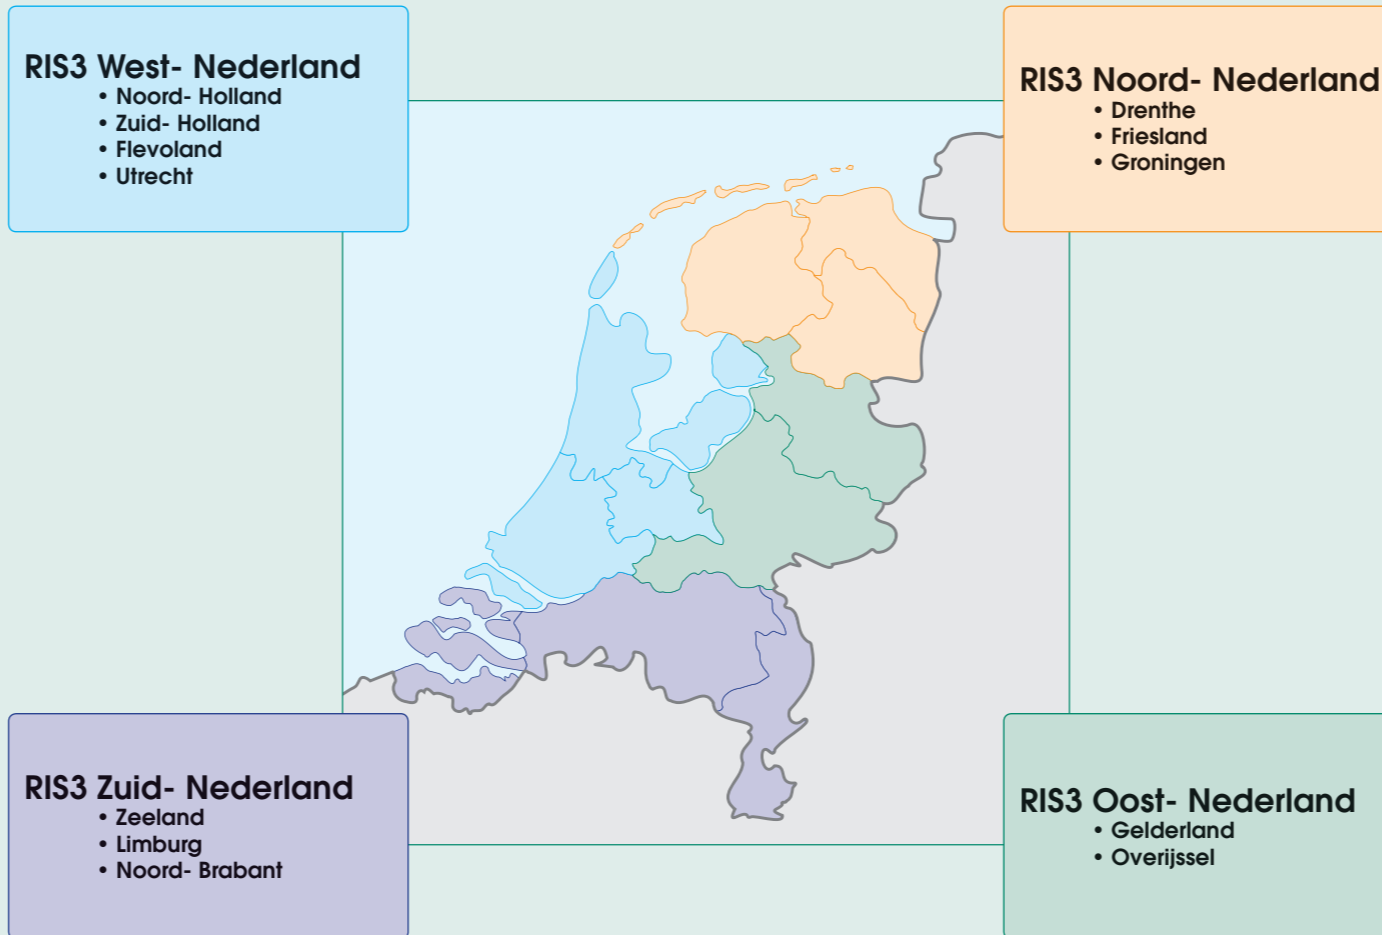 RIS3 West- Nederland
• Noord- Holland
• Zuid- Holland
• Flevoland
• Utrecht
RIS3 Noord- Nederland
• Drenthe
• Friesland
• Groningen
RIS3 Zuid- Nederland
• Zeeland
• Limburg
• Noord- Brabant
RIS3 Oost- Nederland
• Gelderland
• Overijssel